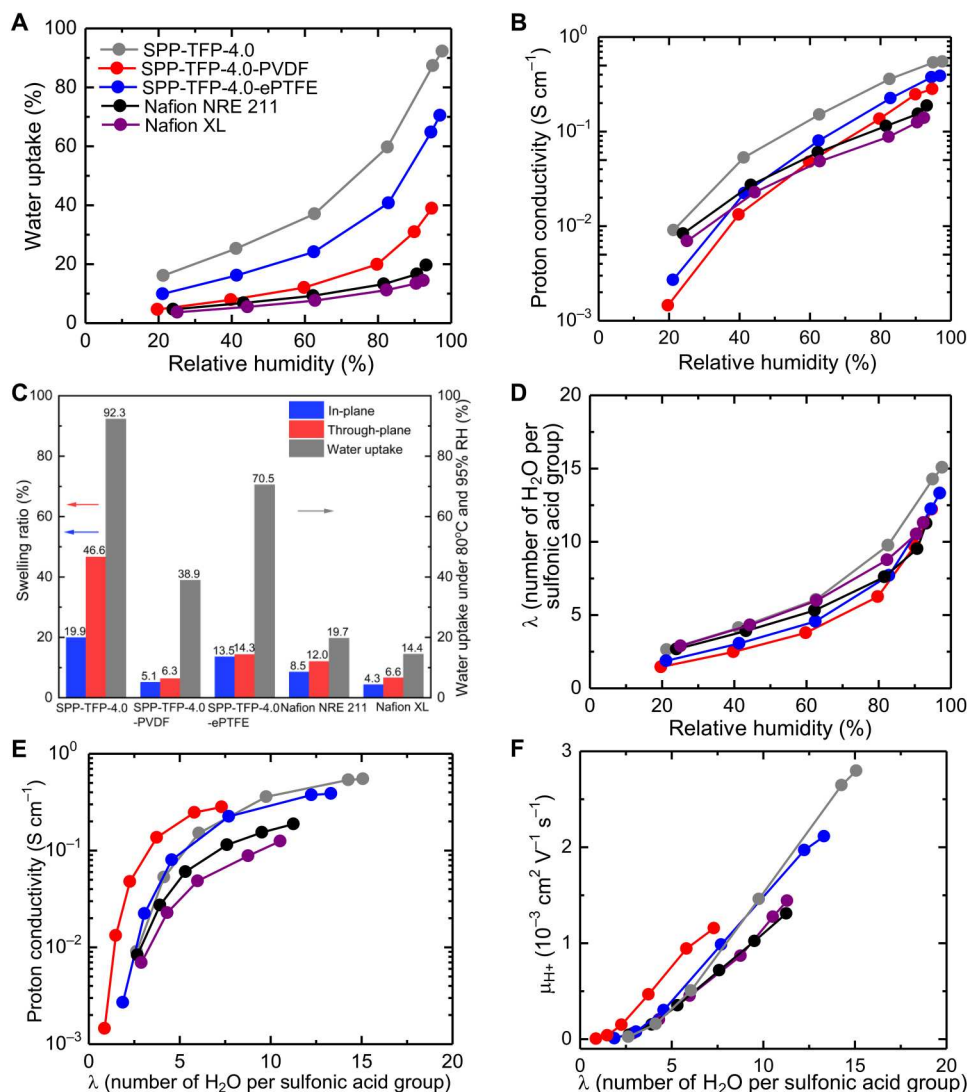 A
Water uptake (%)
100
80
60
40
20
0
SPP-TFP-4.0
SPP-TFP-4.0-PVDF
SPP-TFP-4.0-ePTFE
Nafion NRE 211
Nafion XL
0 20 40 60 80 100
Relative humidity (%)
B
Proton conductivity (S cm⁻¹)
10⁰
10⁻¹
10⁻²
10⁻³
0 20 40 60 80 100
Relative humidity (%)
C
Swelling ratio (%)
100
80
60
40
20
0
In-plane
Through-plane
Water uptake
19.9 46.6 92.3
5.1 6.3 38.9
13.5 14.3 70.5
8.5 12.0 19.7
4.3 6.6 14.4
SPP-TFP-4.0 SPP-TFP-4.0 SPP-TFP-4.0 Nafion NRE 211 Nafion XL
-PVDF -ePTFE
100
80
60
40
20
0
Water uptake under 80°C and 95% RH (%)
D
λ (number of H₂O per
sulfonic acid group)
20
15
10
5
0
0 20 40 60 80 100
Relative humidity (%)
E
Proton conductivity (S cm⁻¹)
10⁰
10⁻¹
10⁻²
10⁻³
0 5 10 15 20
λ (number of H₂O per sulfonic acid group)
F
μH+ (10⁻³ cm² V⁻¹ s⁻¹)
3
2
1
0
0 5 10 15 20
λ (number of H₂O per sulfonic acid group)